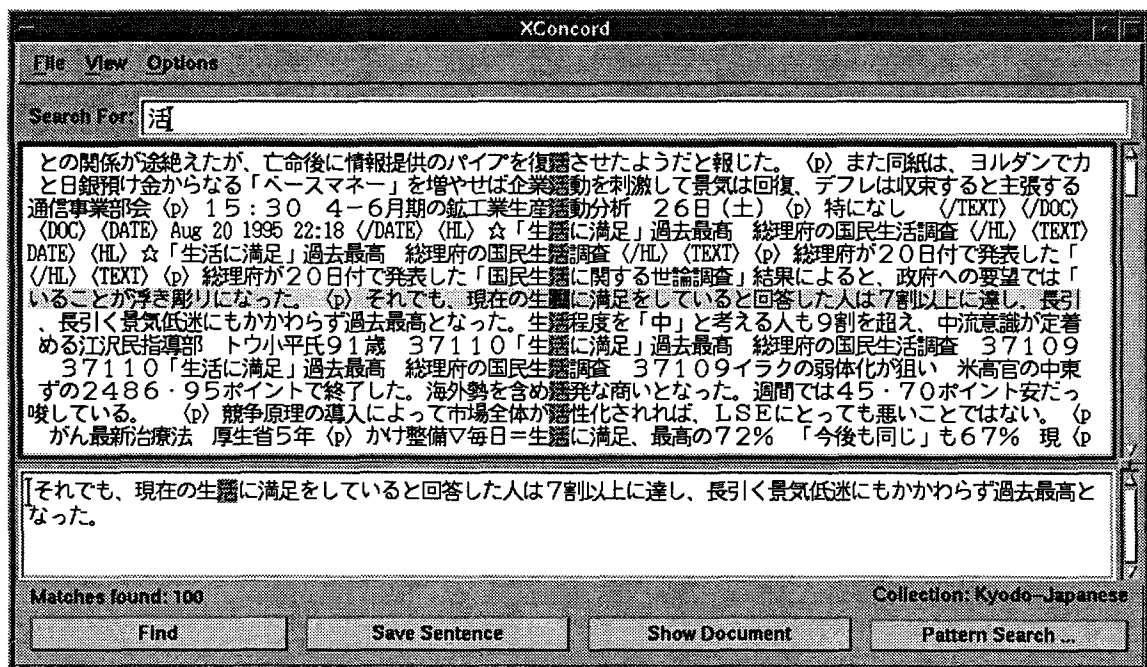 XConcord
File View Options
Search For: 活
との関係が途絶えたが、亡命後に情報提供のパイプを復活させたようだと報じた。〈p〉また同紙は、ヨルダンでカ
と日銀預け金からなる「ベースマネー」を増やせば企業活動を刺激して景気は回復、デフレは収束すると主張する
通信事業部会〈p〉15:30 4-6月期の鉱工業生産活動分析 26日(土)〈p〉特になし 〈/TEXT〉〈/DOC〉
〈DOC〉〈DATE〉Aug 20 1995 22:18〈/DATE〉〈HL〉☆「生活に満足」過去最高 総理府の国民生活調査〈/HL〉〈TEXT〉
DATE〉〈HL〉☆「生活に満足」過去最高 総理府の国民生活調査〈/HL〉〈TEXT〉〈p〉総理府が20日付で発表した「
〈/HL〉〈TEXT〉〈p〉総理府が20日付で発表した「国民生活に関する世論調査」結果によると、政府への要望では「
いることが浮き彫りになった。〈p〉それでも、現在の生活に満足をしていると回答した人は7割以上に達し、長引
、長引く景気低迷にもかかわらず過去最高となった。生活程度を「中」と考える人も9割を超え、中流意識が定着
める江沢民指導部 トウ小平氏91歳 37110「生活に満足」過去最高 総理府の国民生活調査 37109
37110「生活に満足」過去最高 総理府の国民生活調査 37109イラクの弱体化が狙い 米高官の中東
ずの2486・95ポイントで終了した。海外勢を含め活発な商いとなった。週間では45・70ポイント安だっ
唆している。 〈p〉競争原理の導入によって市場全体が活性化されれば、LSEにとっても悪いことではない。〈p
がん最新治療法 厚生省5年〈p〉かけ整備▽毎日=生活に満足、最高の72% 「今後も同じ」も67% 現〈p
それでも、現在の生活に満足をしていると回答した人は7割以上に達し、長引く景気低迷にもかかわらず過去最高と
なった。
Matches found: 100 Collection: Kyodo-Japanese
Find Save Sentence Show Document Pattern Search ...